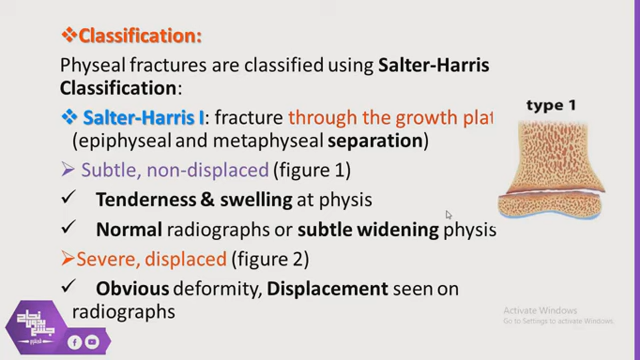 ❖Classification:
Physeal fractures are classified using Salter-Harris
Classification:
❖ Salter-Harris I: fracture through the growth plat
(epiphyseal and metaphyseal separation)
➢ Subtle, non-displaced (figure 1)
✓ Tenderness & swelling at physis
✓ Normal radiographs or subtle widening physis
➢Severe, displaced (figure 2)
✓ Obvious deformity, Displacement seen on
radiographs
type 1
Activate Windows
Go to Settings to activate Windows.